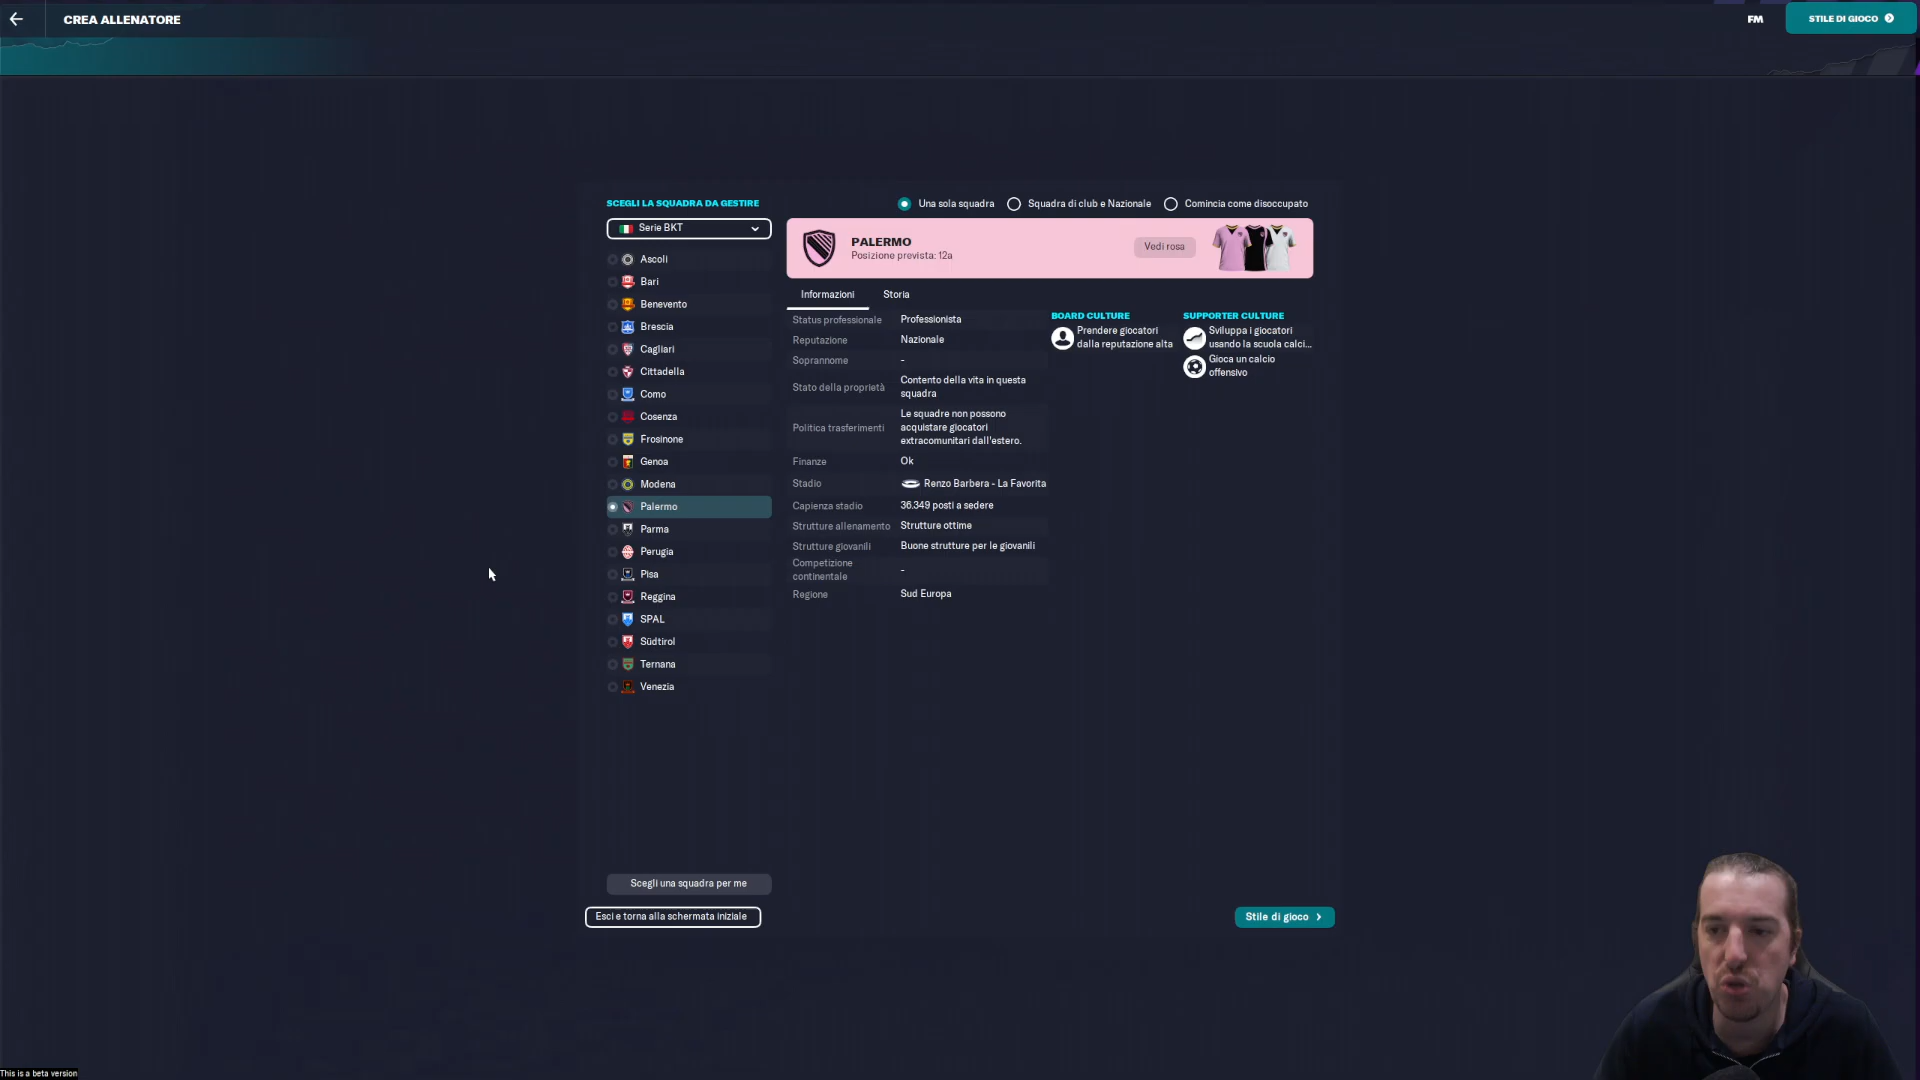 CREA ALLENATORE
FM
STILE DI GIOCO
SCEGLI LA SQUADRA DA GESTIRE
Una sola squadra
Squadra di club e Nazionale
Comincia come disoccupato
Serie BKT
Ascoli
Bari
Benevento
Brescia
Cagliari
Cittadella
Como
Cosenza
Frosinone
Genoa
Modena
Palermo
Parma
Perugia
Pisa
Reggina
SPAL
Südtirol
Ternana
Venezia
PALERMO
Posizione prevista: 12a
Vedi rosa
Informazioni
Storia
Status professionale Professionista
Reputazione Nazionale
Soprannome -
Stato della proprietà Contento della vita in questa
squadra
Politica trasferimenti Le squadre non possono
acquistare giocatori
extracomunitari dall'estero.
Finanze Ok
Stadio Renzo Barbera - La Favorita
Capienza stadio 36.349 posti a sedere
Strutture allenamento Strutture ottime
Strutture giovanili Buone strutture per le giovanili
Competizione
continentale -
Regione Sud Europa
BOARD CULTURE
Prendere giocatori
dalla reputazione alta
SUPPORTER CULTURE
Sviluppa i giocatori
usando la scuola calci...
Gioca un calcio
offensivo
Scegli una squadra per me
Esci e torna alla schermata iniziale
Stile di gioco
This is a beta version